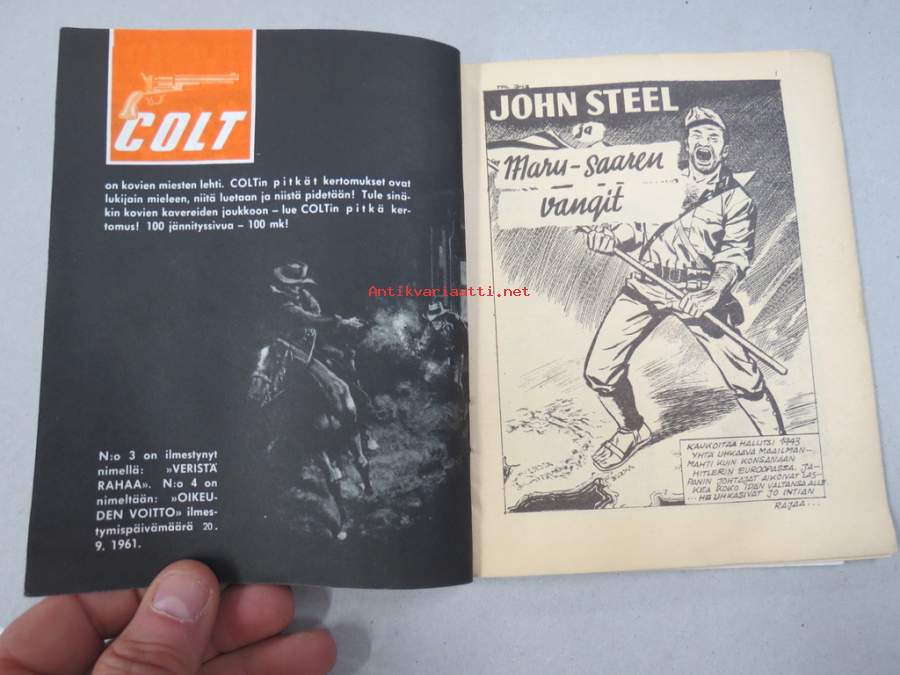 COLT
on kovien miesten lehti. COLTin pitkät kertomukset ovat
lukijain mieleen, niitä luetaan ja niistä pidetään! Tule sinä-
kin kovien kavereiden joukkoon – lue COLTin pitkä ker-
tomus! 100 jännityssivua – 100 mk!
N:o 3 on ilmestynyt
nimellä: »VERISTÄ
RAHAA». N:o 4 on
nimeltään: »OIKEU-
DEN VOITTO» ilmes-
tymispäivämäärä 20.
9. 1961.
Antikvariaatti.net
1
JOHN STEEL
ja
Maru-saaren
vangit
KAUKOITÄÄ HALLITSI 1943
YHTÄ UHKAAVA MAAILMAN-
MAHTI KUIN KONSANAAN
HITLERIN EUROOPASSA. JA-
PANIN JOHTAJAT AIKOIVAT LAS-
KEA KOKO IDÄN VALTANSA ALLE.
...HE UHKASIVAT JO INTIAN
RAJAA...